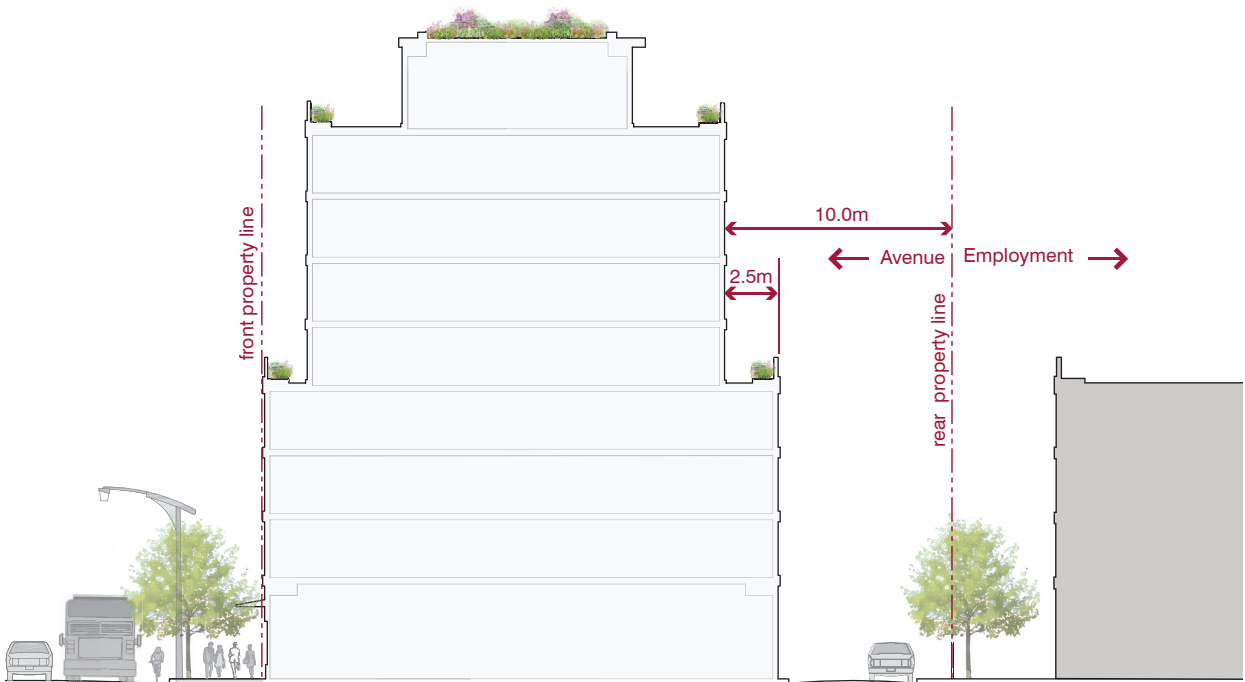 front property line
10.0m
Avenue
Employment
2.5m
rear property line